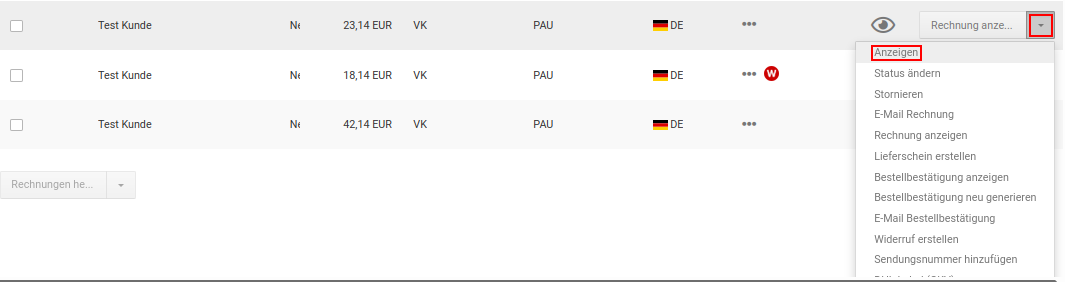 Test Kunde Ne 23,14 EUR VK PAU DE ••• Rechnung anze...
Anzeigen
Test Kunde Ne 18,14 EUR VK PAU DE ••• W
Status ändern
Stornieren
E-Mail Rechnung
Test Kunde Ne 42,14 EUR VK PAU DE •••
Rechnung anzeigen
Lieferschein erstellen
Bestellbestätigung anzeigen
Rechnungen he...
Bestellbestätigung neu generieren
E-Mail Bestellbestätigung
Widerruf erstellen
Sendungsnummer hinzufügen